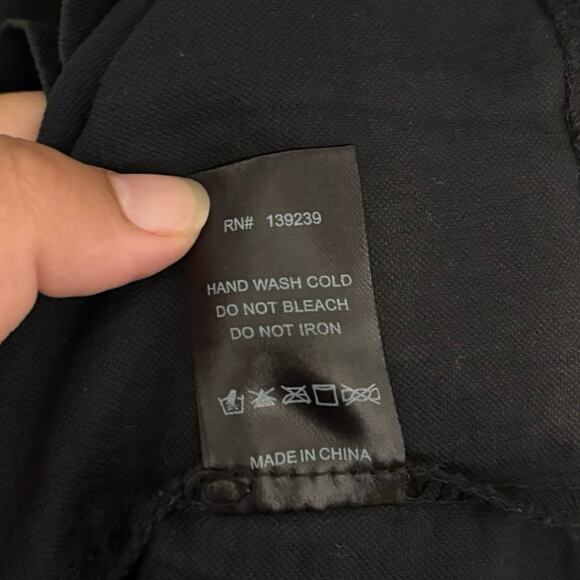 RN# 139239
HAND WASH COLD
DO NOT BLEACH
DO NOT IRON
MADE IN CHINA